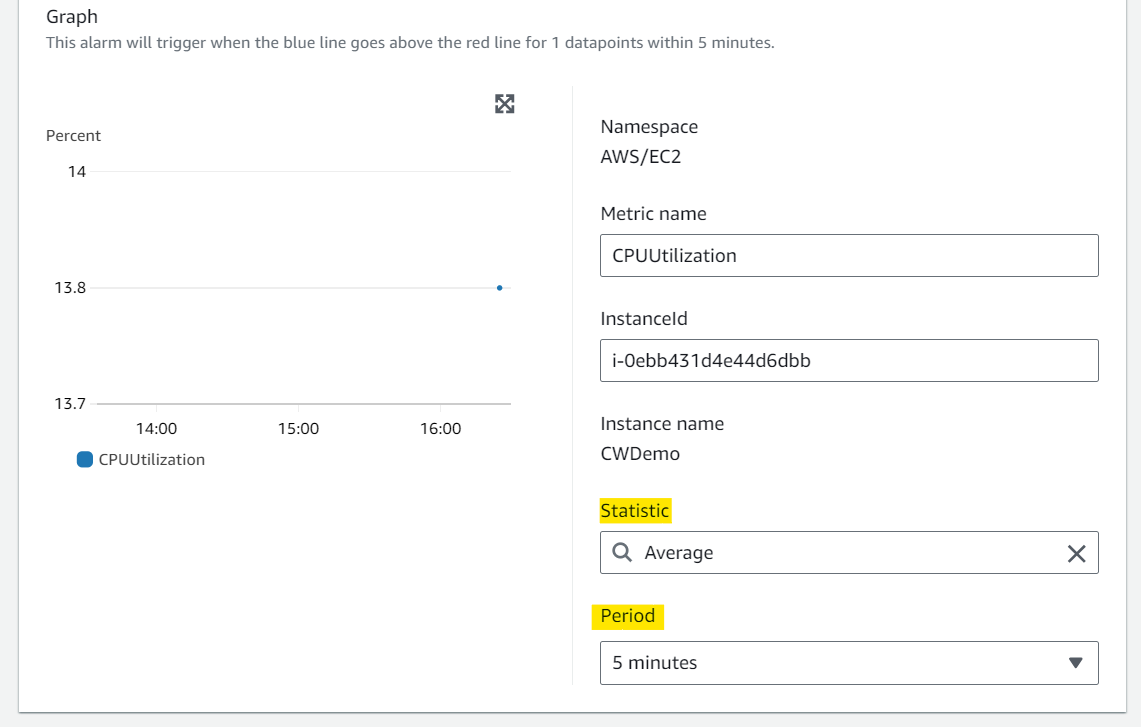 Graph
This alarm will trigger when the blue line goes above the red line for 1 datapoints within 5 minutes.
Percent
14
13.8
13.7
14:00 15:00 16:00
CPUUtilization
Namespace
AWS/EC2
Metric name
CPUUtilization
InstanceId
i-0ebb431d4e44d6dbb
Instance name
CWDemo
Statistic
Average
Period
5 minutes